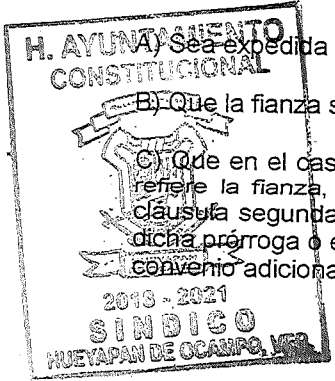 H. AYUNTAMIENTO
CONSTITUCIONAL
A) Sea expedida
B) Que la fianza s
C) Que en el cas
refiere la fianza,
cláusula segunda
dicha prórroga o e
convenio adiciona
2018 - 2021
SINDICO
HUEYAPAN DE OCAMPO, VER.